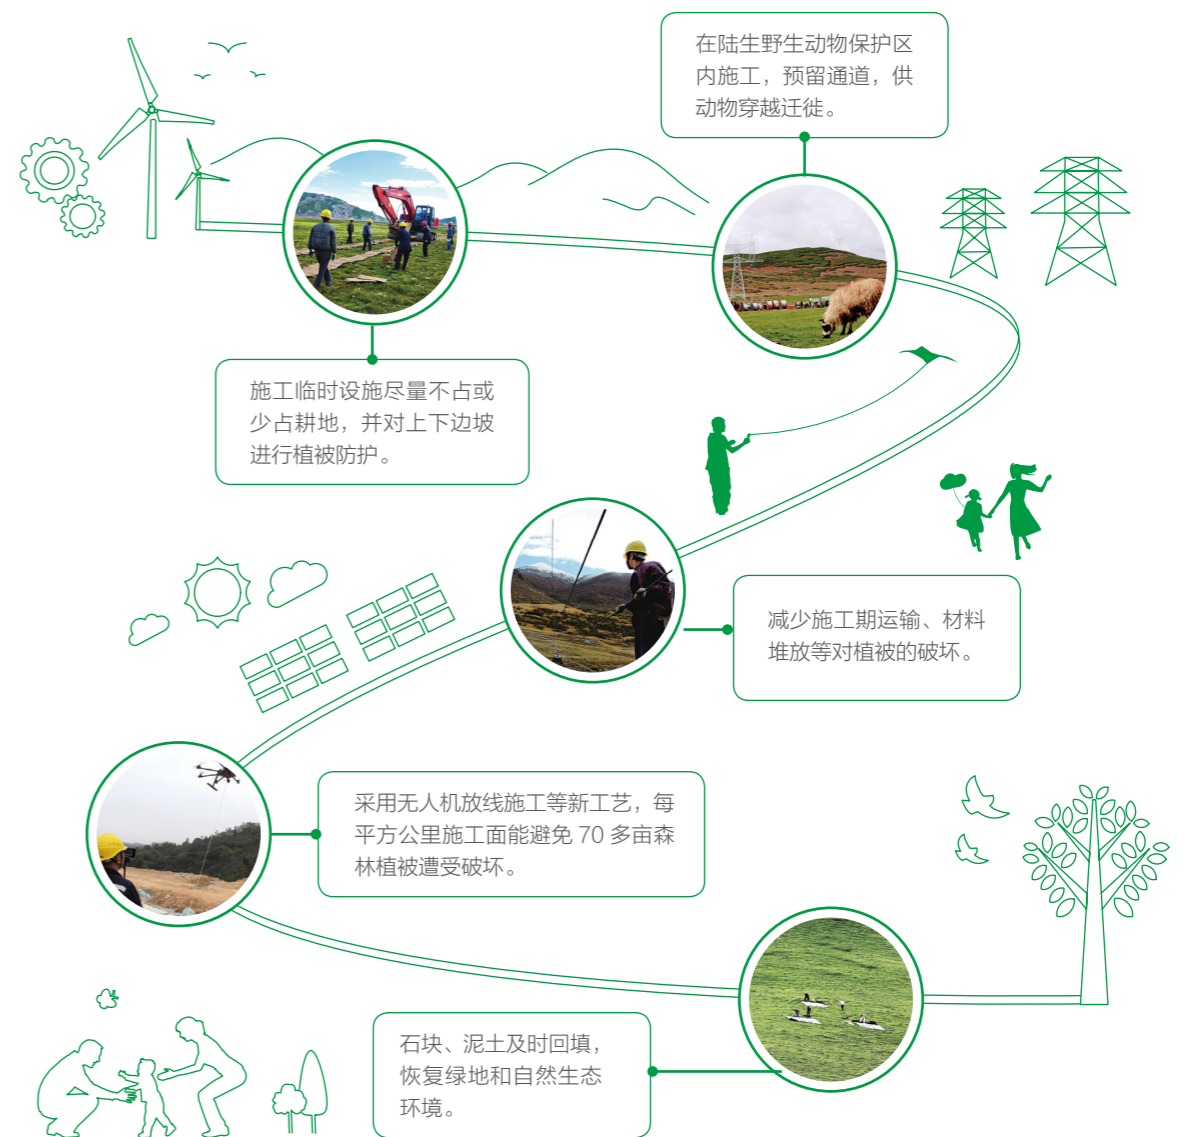 在陆生野生动物保护区
内施工，预留通道，供
动物穿越迁徙。
施工临时设施尽量不占或
少占耕地，并对上下边坡
进行植被防护。
减少施工期运输、材料
堆放等对植被的破坏。
采用无人机放线施工等新工艺，每
平方公里施工面能避免 70 多亩森
林植被遭受破坏。
石块、泥土及时回填，
恢复绿地和自然生态
环境。